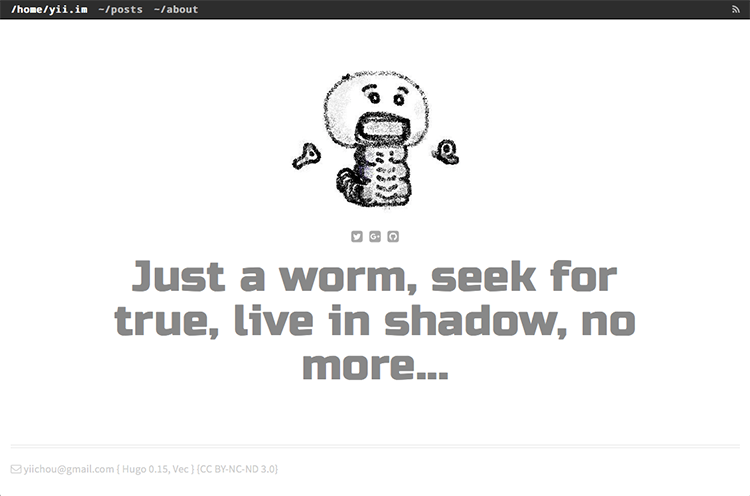 /home/yii.im ~/posts ~/about
Just a worm, seek for
true, live in shadow, no
more...
yiichou@gmail.com { Hugo 0.15, Vec } {CC BY-NC-ND 3.0}